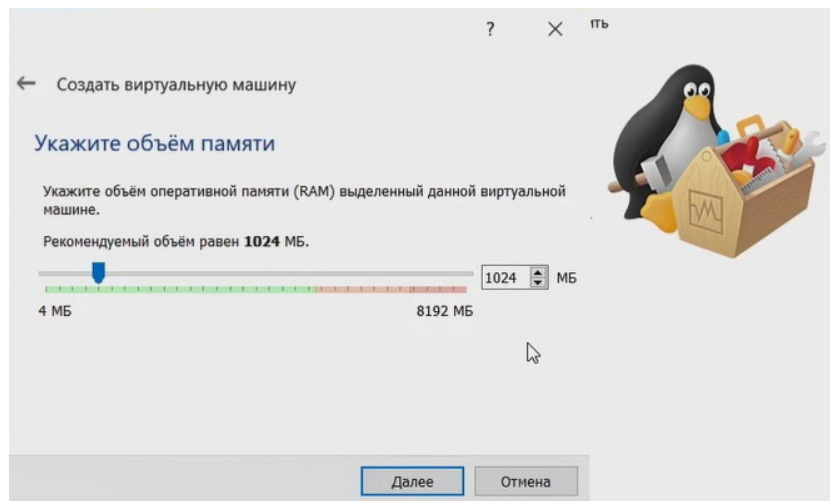 ?
ить
Создать виртуальную машину
Укажите объём памяти
Укажите объём оперативной памяти (RAM) выделенный данной виртуальной
машине.
Рекомендуемый объём равен 1024 МБ.
1024 МБ
4 МБ 8192 МБ
Далее Отмена